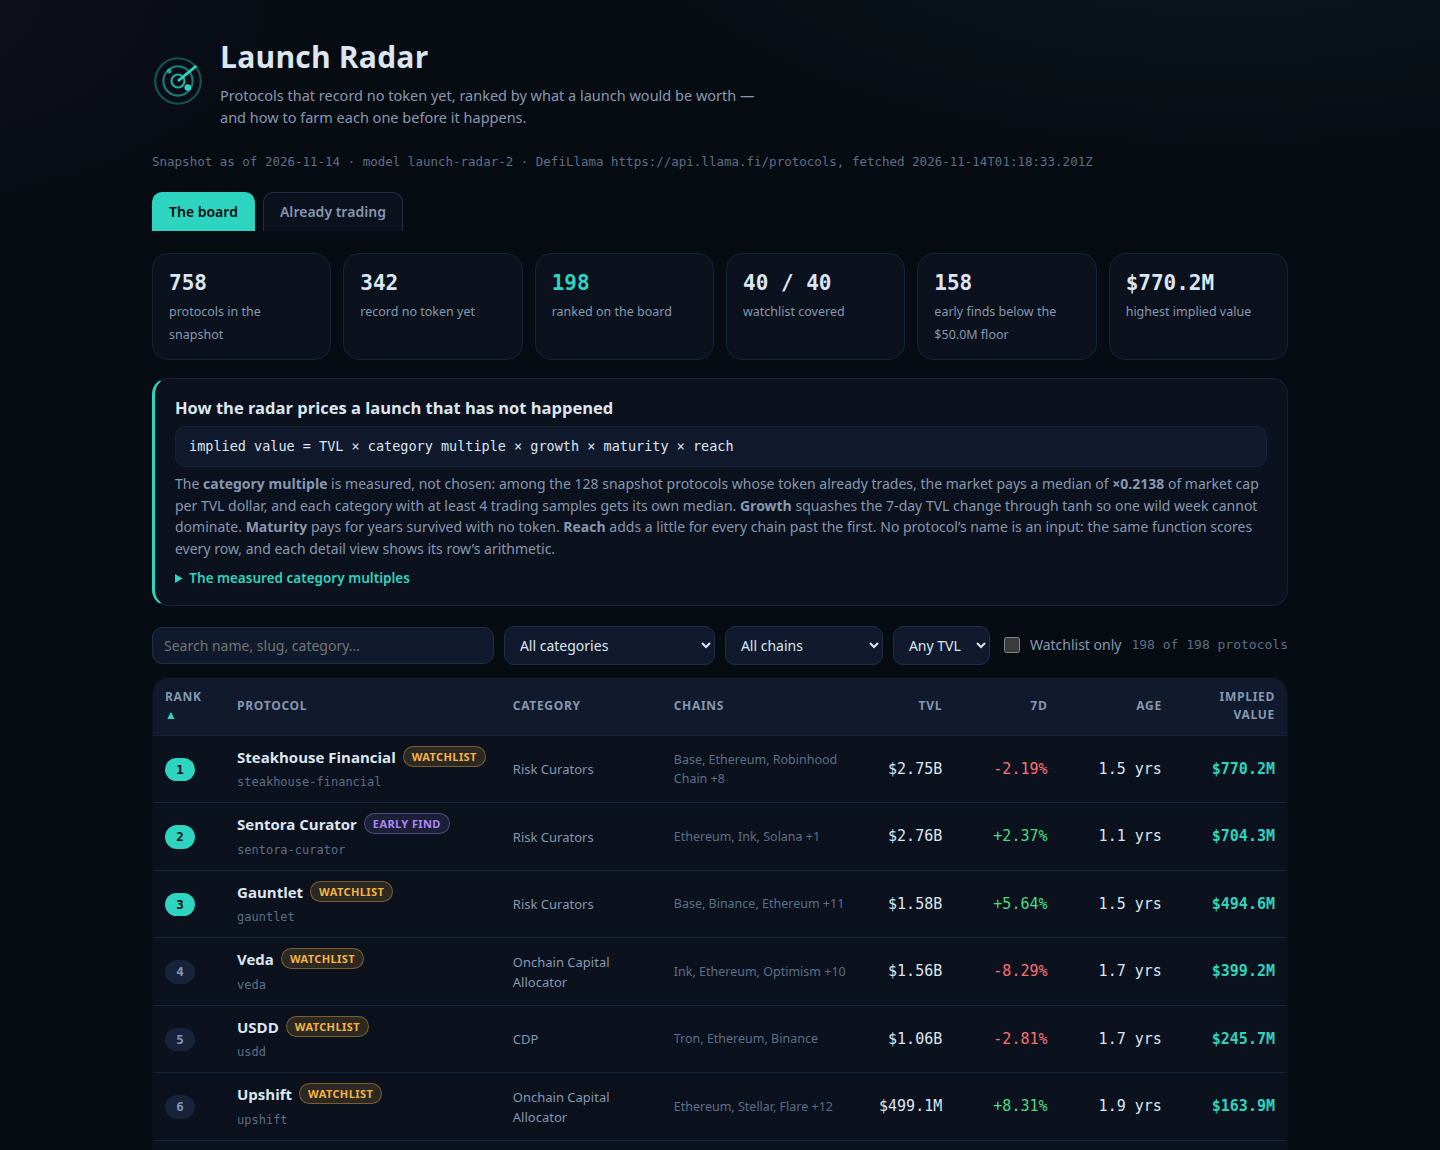 Launch Radar
Protocols that record no token yet, ranked by what a launch would be worth —
and how to farm each one before it happens.
Snapshot as of 2026-11-14 · model launch-radar-2 · DefiLlama https://api.llama.fi/protocols, fetched 2026-11-14T01:18:33.201Z
The board
Already trading
758
protocols in the
snapshot
342
record no token yet
198
ranked on the board
40 / 40
watchlist covered
158
early finds below the
$50.0M floor
$770.2M
highest implied value
How the radar prices a launch that has not happened
implied value = TVL × category multiple × growth × maturity × reach
The category multiple is measured, not chosen: among the 128 snapshot protocols whose token already trades, the market pays a median of ×0.2138 of market cap
per TVL dollar, and each category with at least 4 trading samples gets its own median. Growth squashes the 7-day TVL change through tanh so one wild week cannot
dominate. Maturity pays for years survived with no token. Reach adds a little for every chain past the first. No protocol’s name is an input: the same function scores
every row, and each detail view shows its row’s arithmetic.
▶ The measured category multiples
Search name, slug, category…
All categories
All chains
Any TVL
Watchlist only
198 of 198 protocols
RANK ▲ PROTOCOL CATEGORY CHAINS TVL 7D AGE IMPLIED VALUE
1 Steakhouse Financial WATCHLIST steakhouse-financial Risk Curators Base, Ethereum, Robinhood Chain +8 $2.75B -2.19% 1.5 yrs $770.2M
2 Sentora Curator EARLY FIND sentora-curator Risk Curators Ethereum, Ink, Solana +1 $2.76B +2.37% 1.1 yrs $704.3M
3 Gauntlet WATCHLIST gauntlet Risk Curators Base, Binance, Ethereum +11 $1.58B +5.64% 1.5 yrs $494.6M
4 Veda WATCHLIST veda Onchain Capital Allocator Ink, Ethereum, Optimism +10 $1.56B -8.29% 1.7 yrs $399.2M
5 USDD WATCHLIST usdd CDP Tron, Ethereum, Binance $1.06B -2.81% 1.7 yrs $245.7M
6 Upshift WATCHLIST upshift Onchain Capital Allocator Ethereum, Stellar, Flare +12 $499.1M +8.31% 1.9 yrs $163.9M